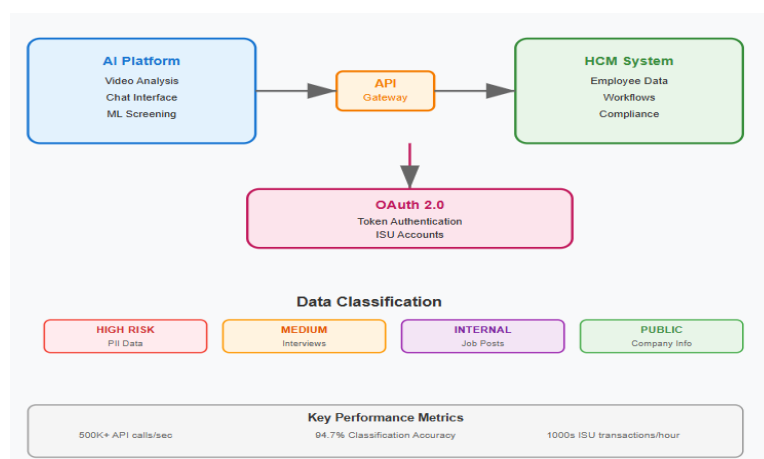 AI Platform
Video Analysis
Chat Interface
ML Screening
API
Gateway
HCM System
Employee Data
Workflows
Compliance
OAuth 2.0
Token Authentication
ISU Accounts
Data Classification
HIGH RISK
PII Data
MEDIUM
Interviews
INTERNAL
Job Posts
PUBLIC
Company Info
Key Performance Metrics
500K+ API calls/sec
94.7% Classification Accuracy
1000s ISU transactions/hour